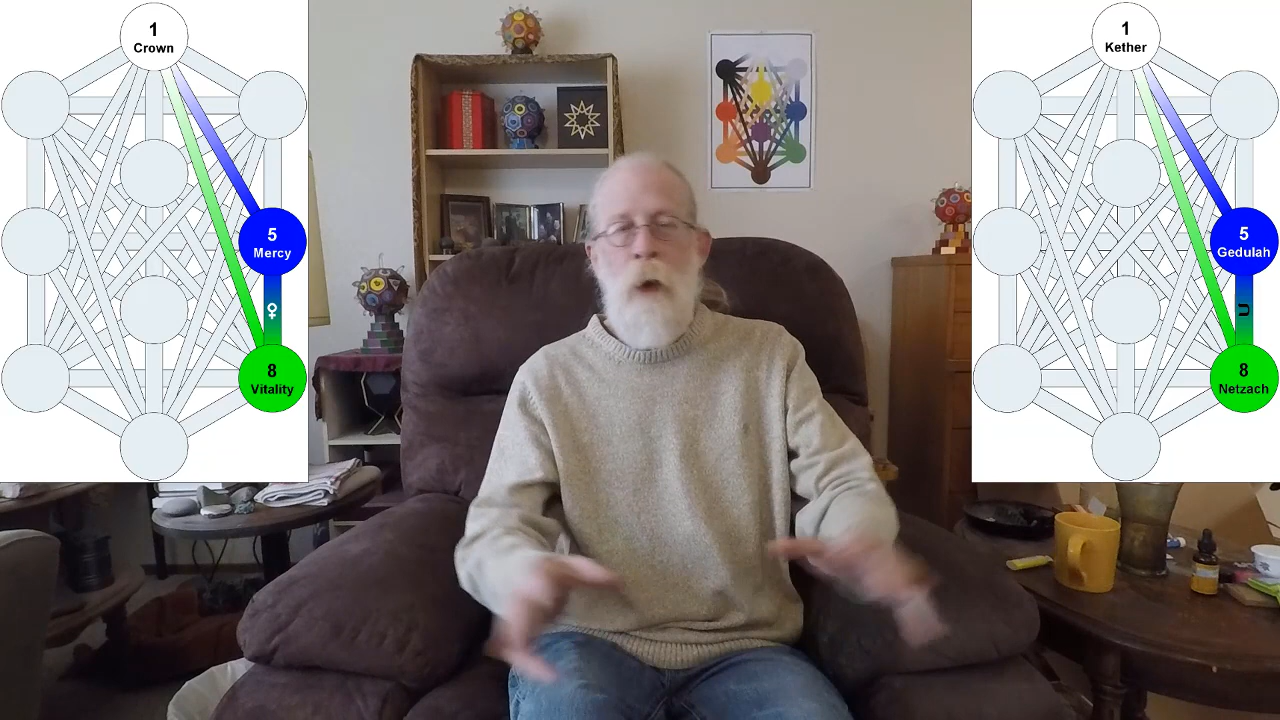 1
Crown
5
Mercy
♀
8
Vitality
1
Kether
5
Gedulah
8
Netzach